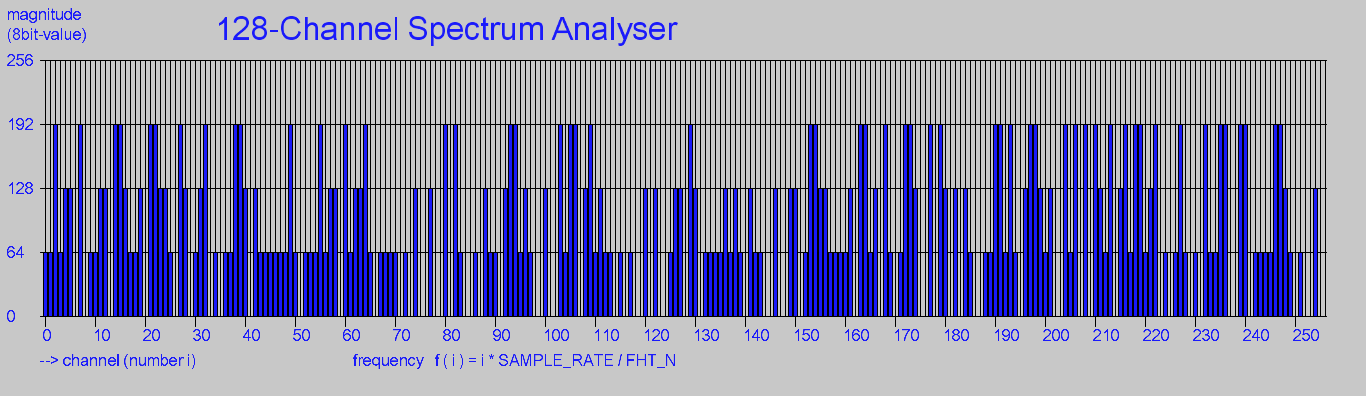 magnitude
(8bit-value)
128-Channel Spectrum Analyser
256
192
128
64
0
0 10 20 30 40 50 60 70 80 90 100 110 120 130 140 150 160 170 180 190 200 210 220 230 240 250
--> channel (number i) frequency f ( i ) = i * SAMPLE_RATE / FHT_N